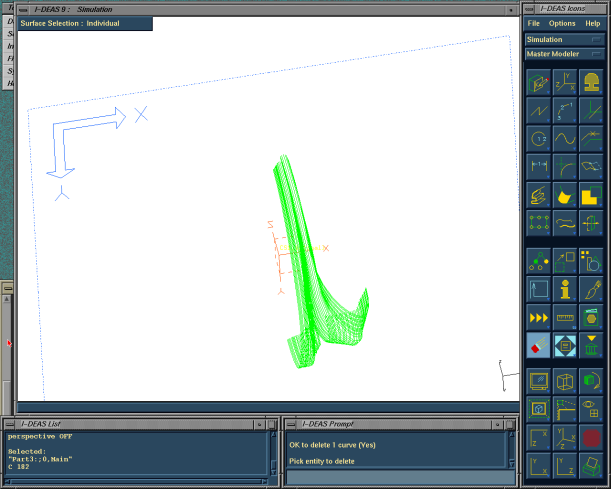 I-DEAS 9 : Simulation
Surface Selection : Individual
X
Y
Z
X
Y
I-DEAS Icons
File Options Help
Simulation
Master Modeler
I-DEAS List
perspective OFF
Selected:
"Part3:;0,Main"
C 182
I-DEAS Prompt
OK to delete 1 curve (Yes)
Pick entity to delete